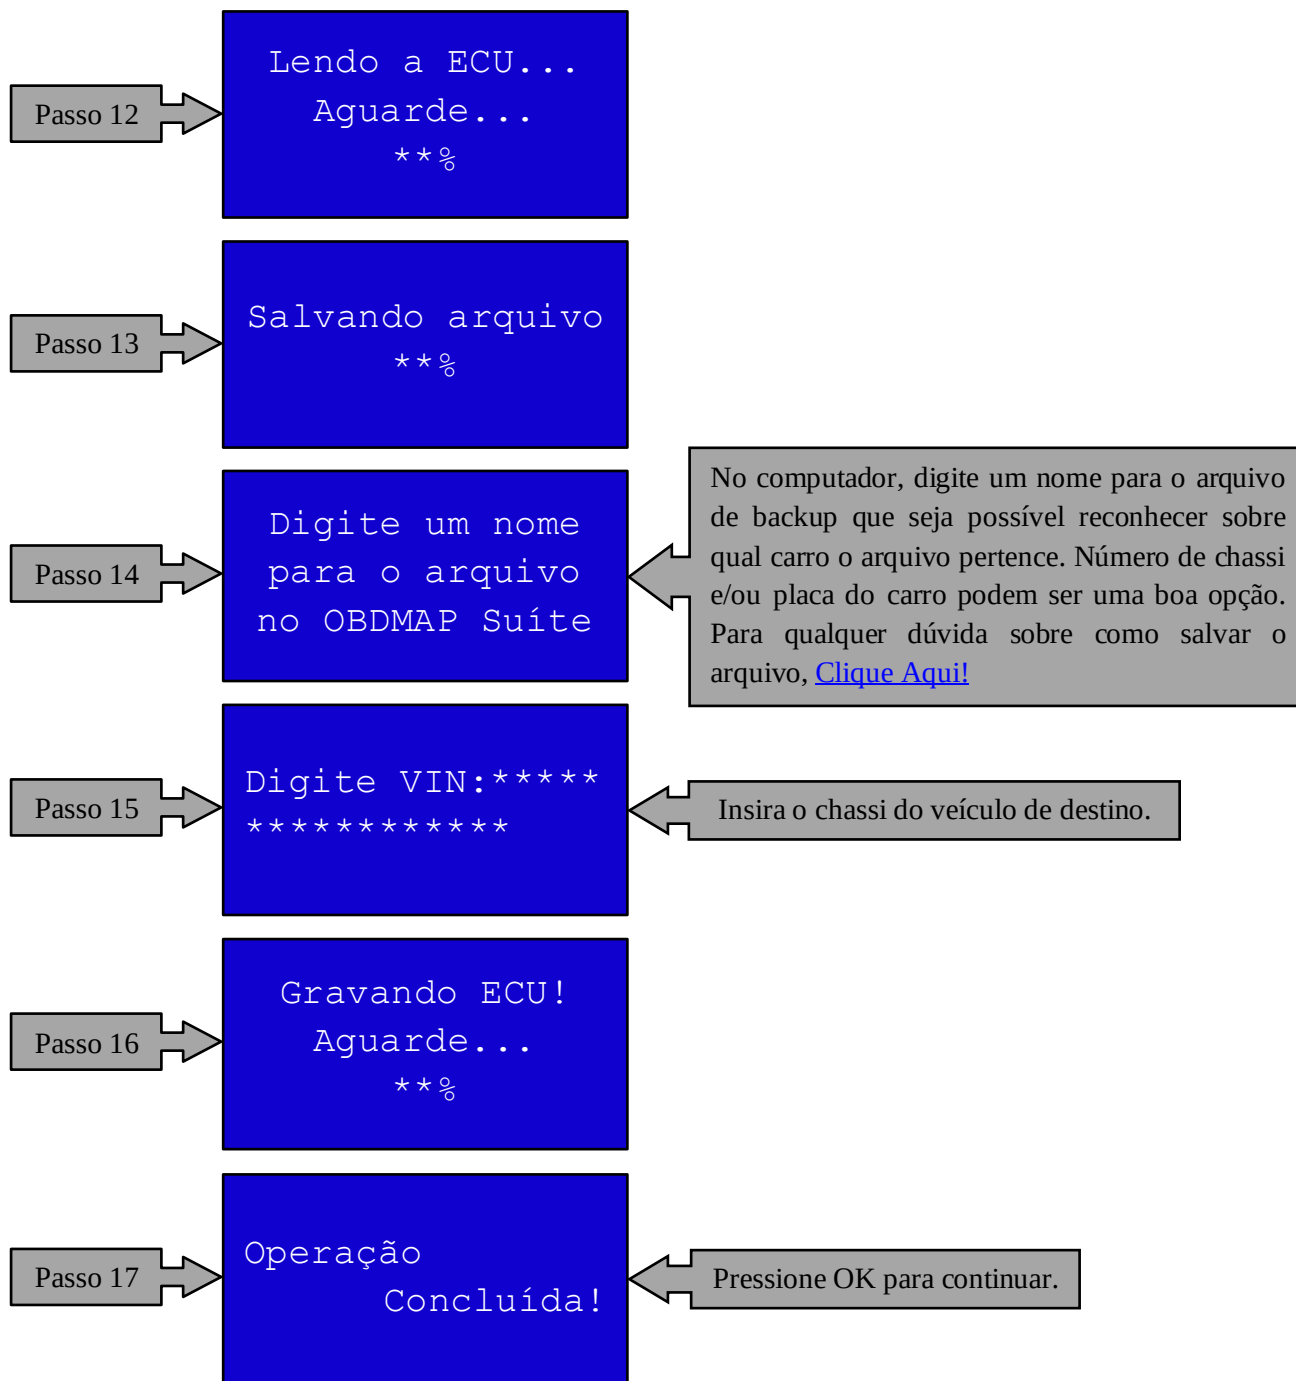 Passo 12
Lendo a ECU...
Aguarde...
**%
Passo 13
Salvando arquivo
**%
Passo 14
Digite um nome
para o arquivo
no OBDMAP Suíte
No computador, digite um nome para o arquivo
de backup que seja possível reconhecer sobre
qual carro o arquivo pertence. Número de chassi
e/ou placa do carro podem ser uma boa opção.
Para qualquer dúvida sobre como salvar o
arquivo, Clique Aqui!
Passo 15
Digite VIN:*****
************
Insira o chassi do veículo de destino.
Passo 16
Gravando ECU!
Aguarde...
**%
Passo 17
Operação
Concluída!
Pressione OK para continuar.